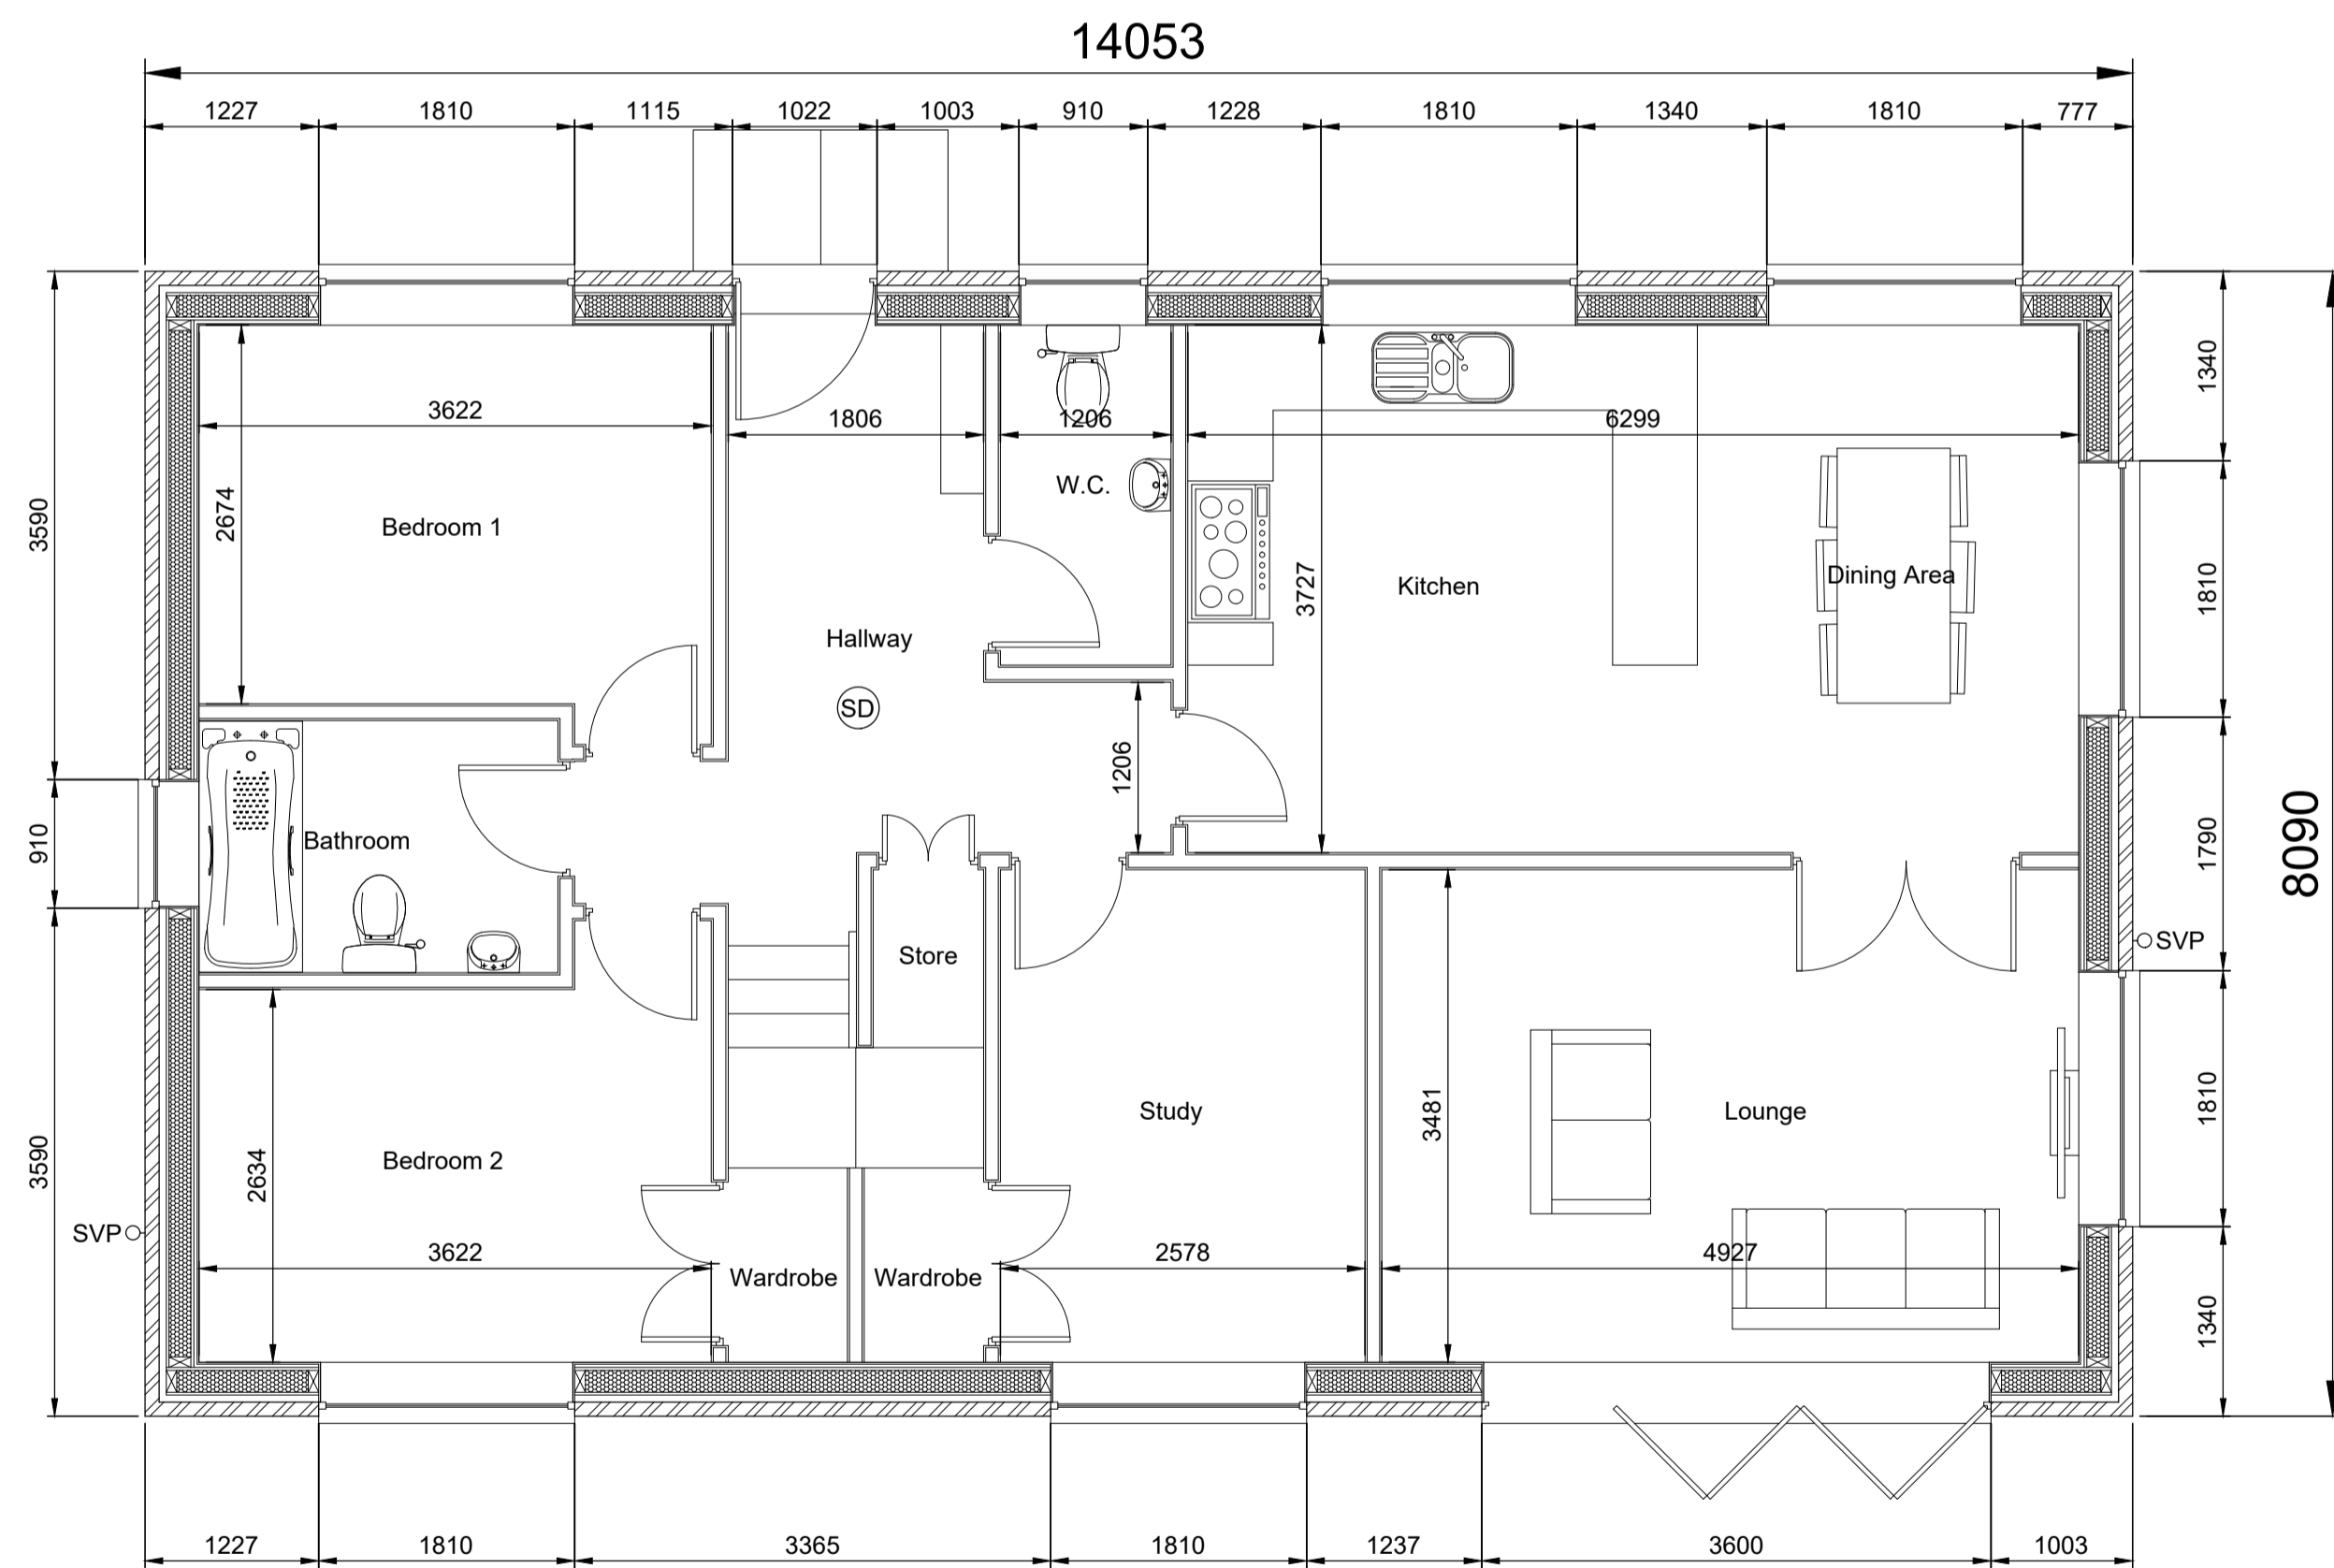 14053
1227 1810 1115 1022 1003 910 1228 1810 1340 1810 777
3590
910
3590
1340
1810
1790
1810
1340
8090
3622
1806
1206
6299
2674
Bedroom 1
W.C.
3727
Kitchen
Dining Area
Hallway
SD
1206
Bathroom
Store
SVP
Study
3481
Lounge
Bedroom 2
2634
SVP
3622
2578
4927
Wardrobe
Wardrobe
1227 1810 3365 1810 1237 3600 1003